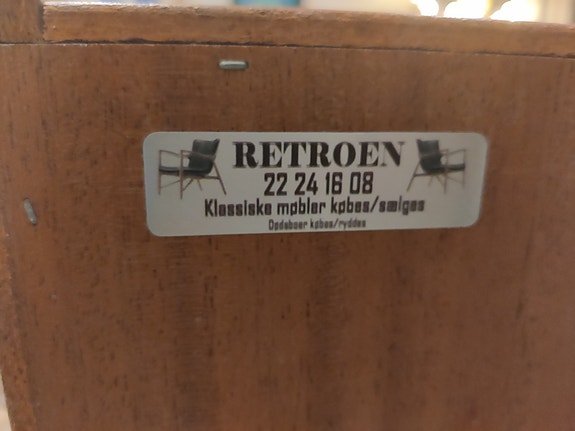 RETROEN
22 24 16 08
Klassiske møbler købes/sælges
Dødsboer købes/ryddes